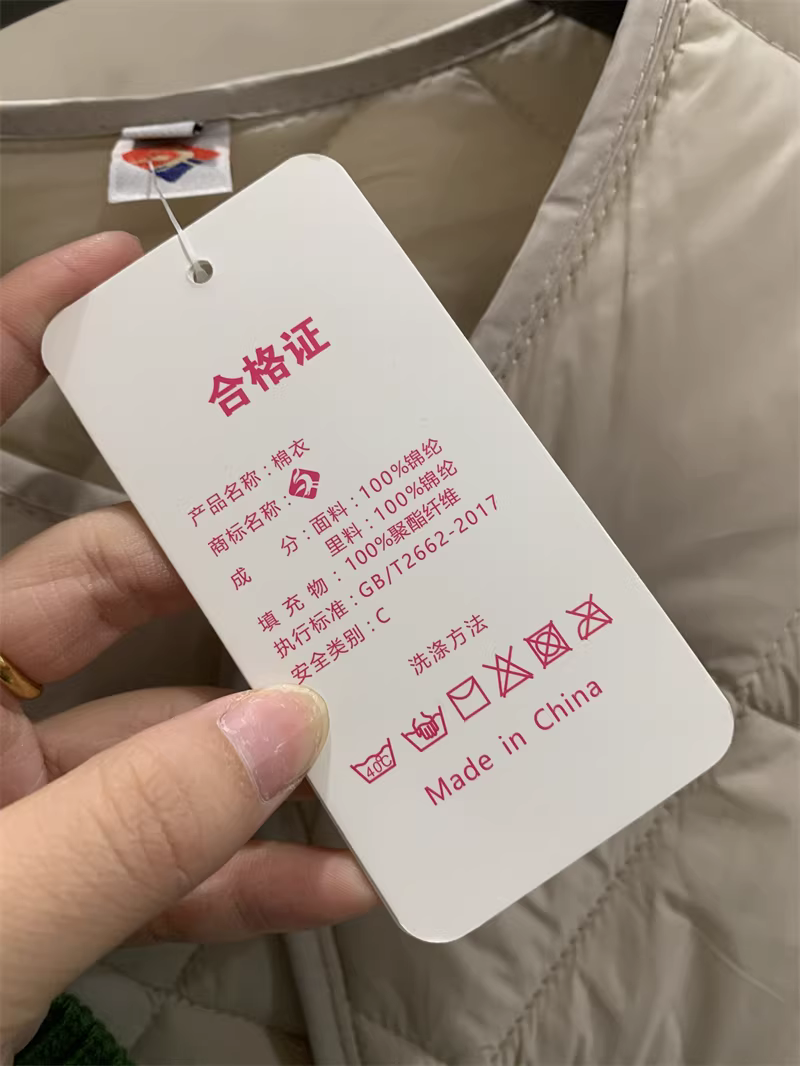 合格证
产品名称：棉衣
商标名称：
成 分：面料：100%锦纶
里料：100%锦纶
填 充 物：100%聚酯纤维
执行标准：GB/T2662-2017
安全类别：C
洗涤方法
40℃
Made in China